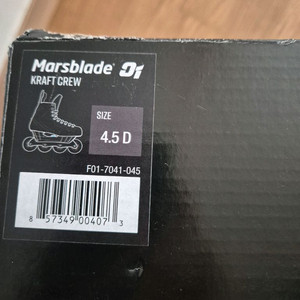 Marsblade® O1
KRAFT CREW
SIZE
4.5 D
F01-7041-045
8 57349 00407 3